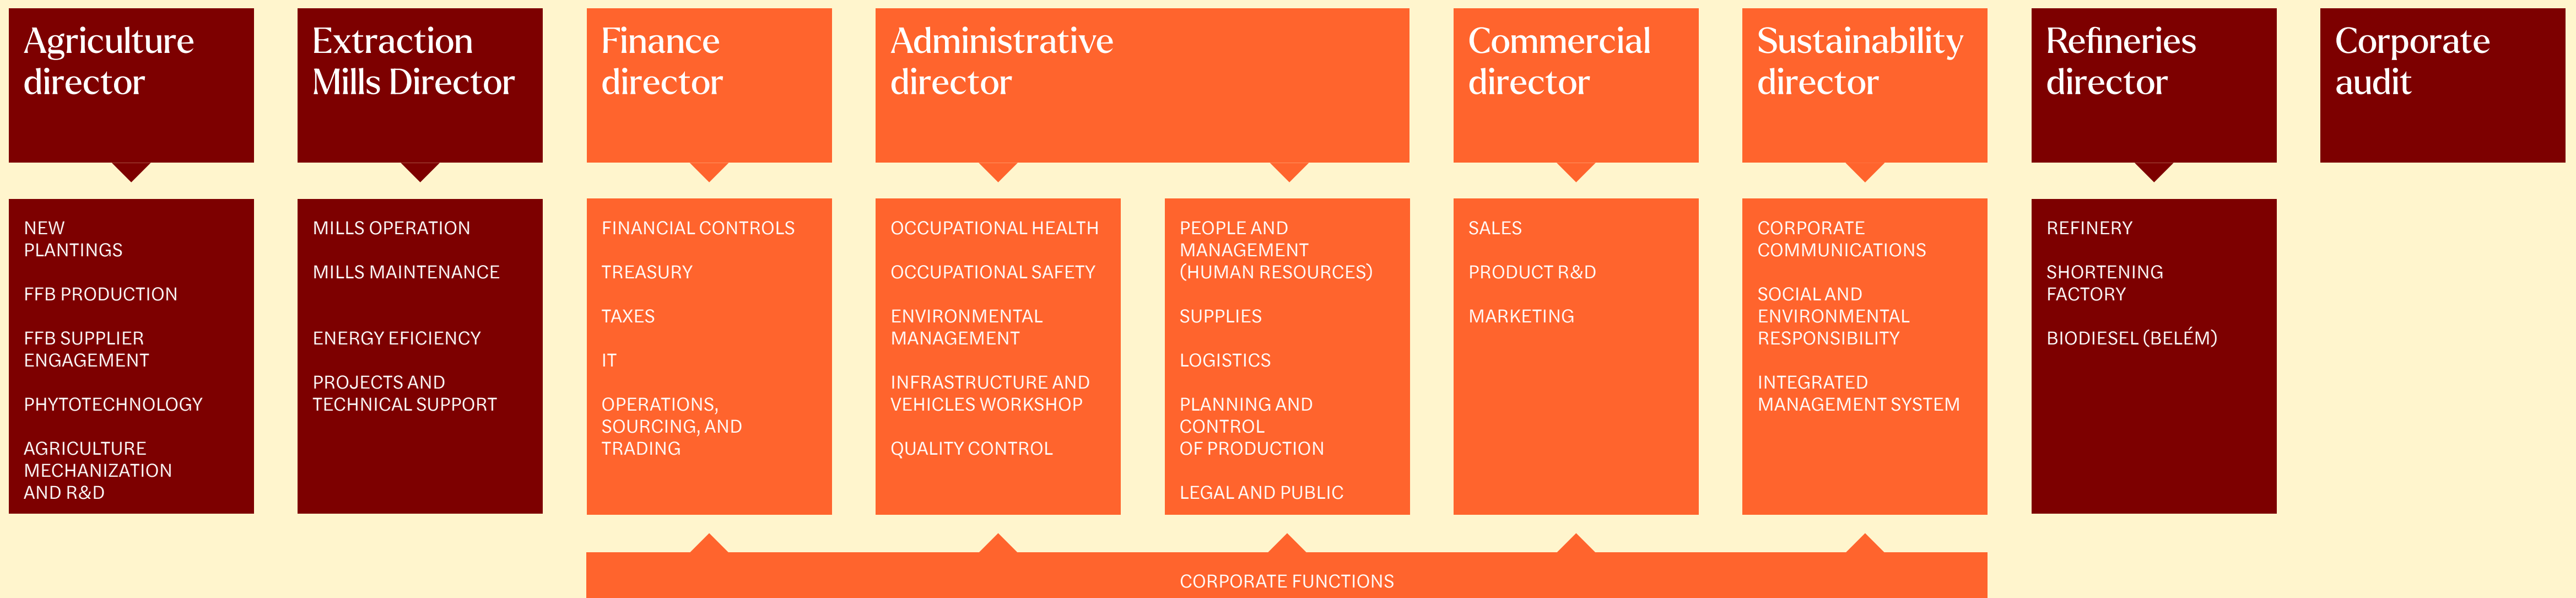 Agriculture
director
Extraction
Mills Director
Finance
director
Administrative
director
Commercial
director
Sustainability
director
Refineries
director
Corporate
audit
NEW
PLANTINGS
FFB PRODUCTION
FFB SUPPLIER
ENGAGEMENT
PHYTOTECHNOLOGY
AGRICULTURE
MECHANIZATION
AND R&D
MILLS OPERATION
MILLS MAINTENANCE
ENERGY EFICIENCY
PROJECTS AND
TECHNICAL SUPPORT
FINANCIAL CONTROLS
TREASURY
TAXES
IT
OPERATIONS,
SOURCING, AND
TRADING
OCCUPATIONAL HEALTH
OCCUPATIONAL SAFETY
ENVIRONMENTAL
MANAGEMENT
INFRASTRUCTURE AND
VEHICLES WORKSHOP
QUALITY CONTROL
PEOPLE AND
MANAGEMENT
(HUMAN RESOURCES)
SUPPLIES
LOGISTICS
PLANNING AND
CONTROL
OF PRODUCTION
LEGAL AND PUBLIC
SALES
PRODUCT R&D
MARKETING
CORPORATE
COMMUNICATIONS
SOCIAL AND
ENVIRONMENTAL
RESPONSIBILITY
INTEGRATED
MANAGEMENT SYSTEM
REFINERY
SHORTENING
FACTORY
BIODIESEL (BELÉM)
CORPORATE FUNCTIONS